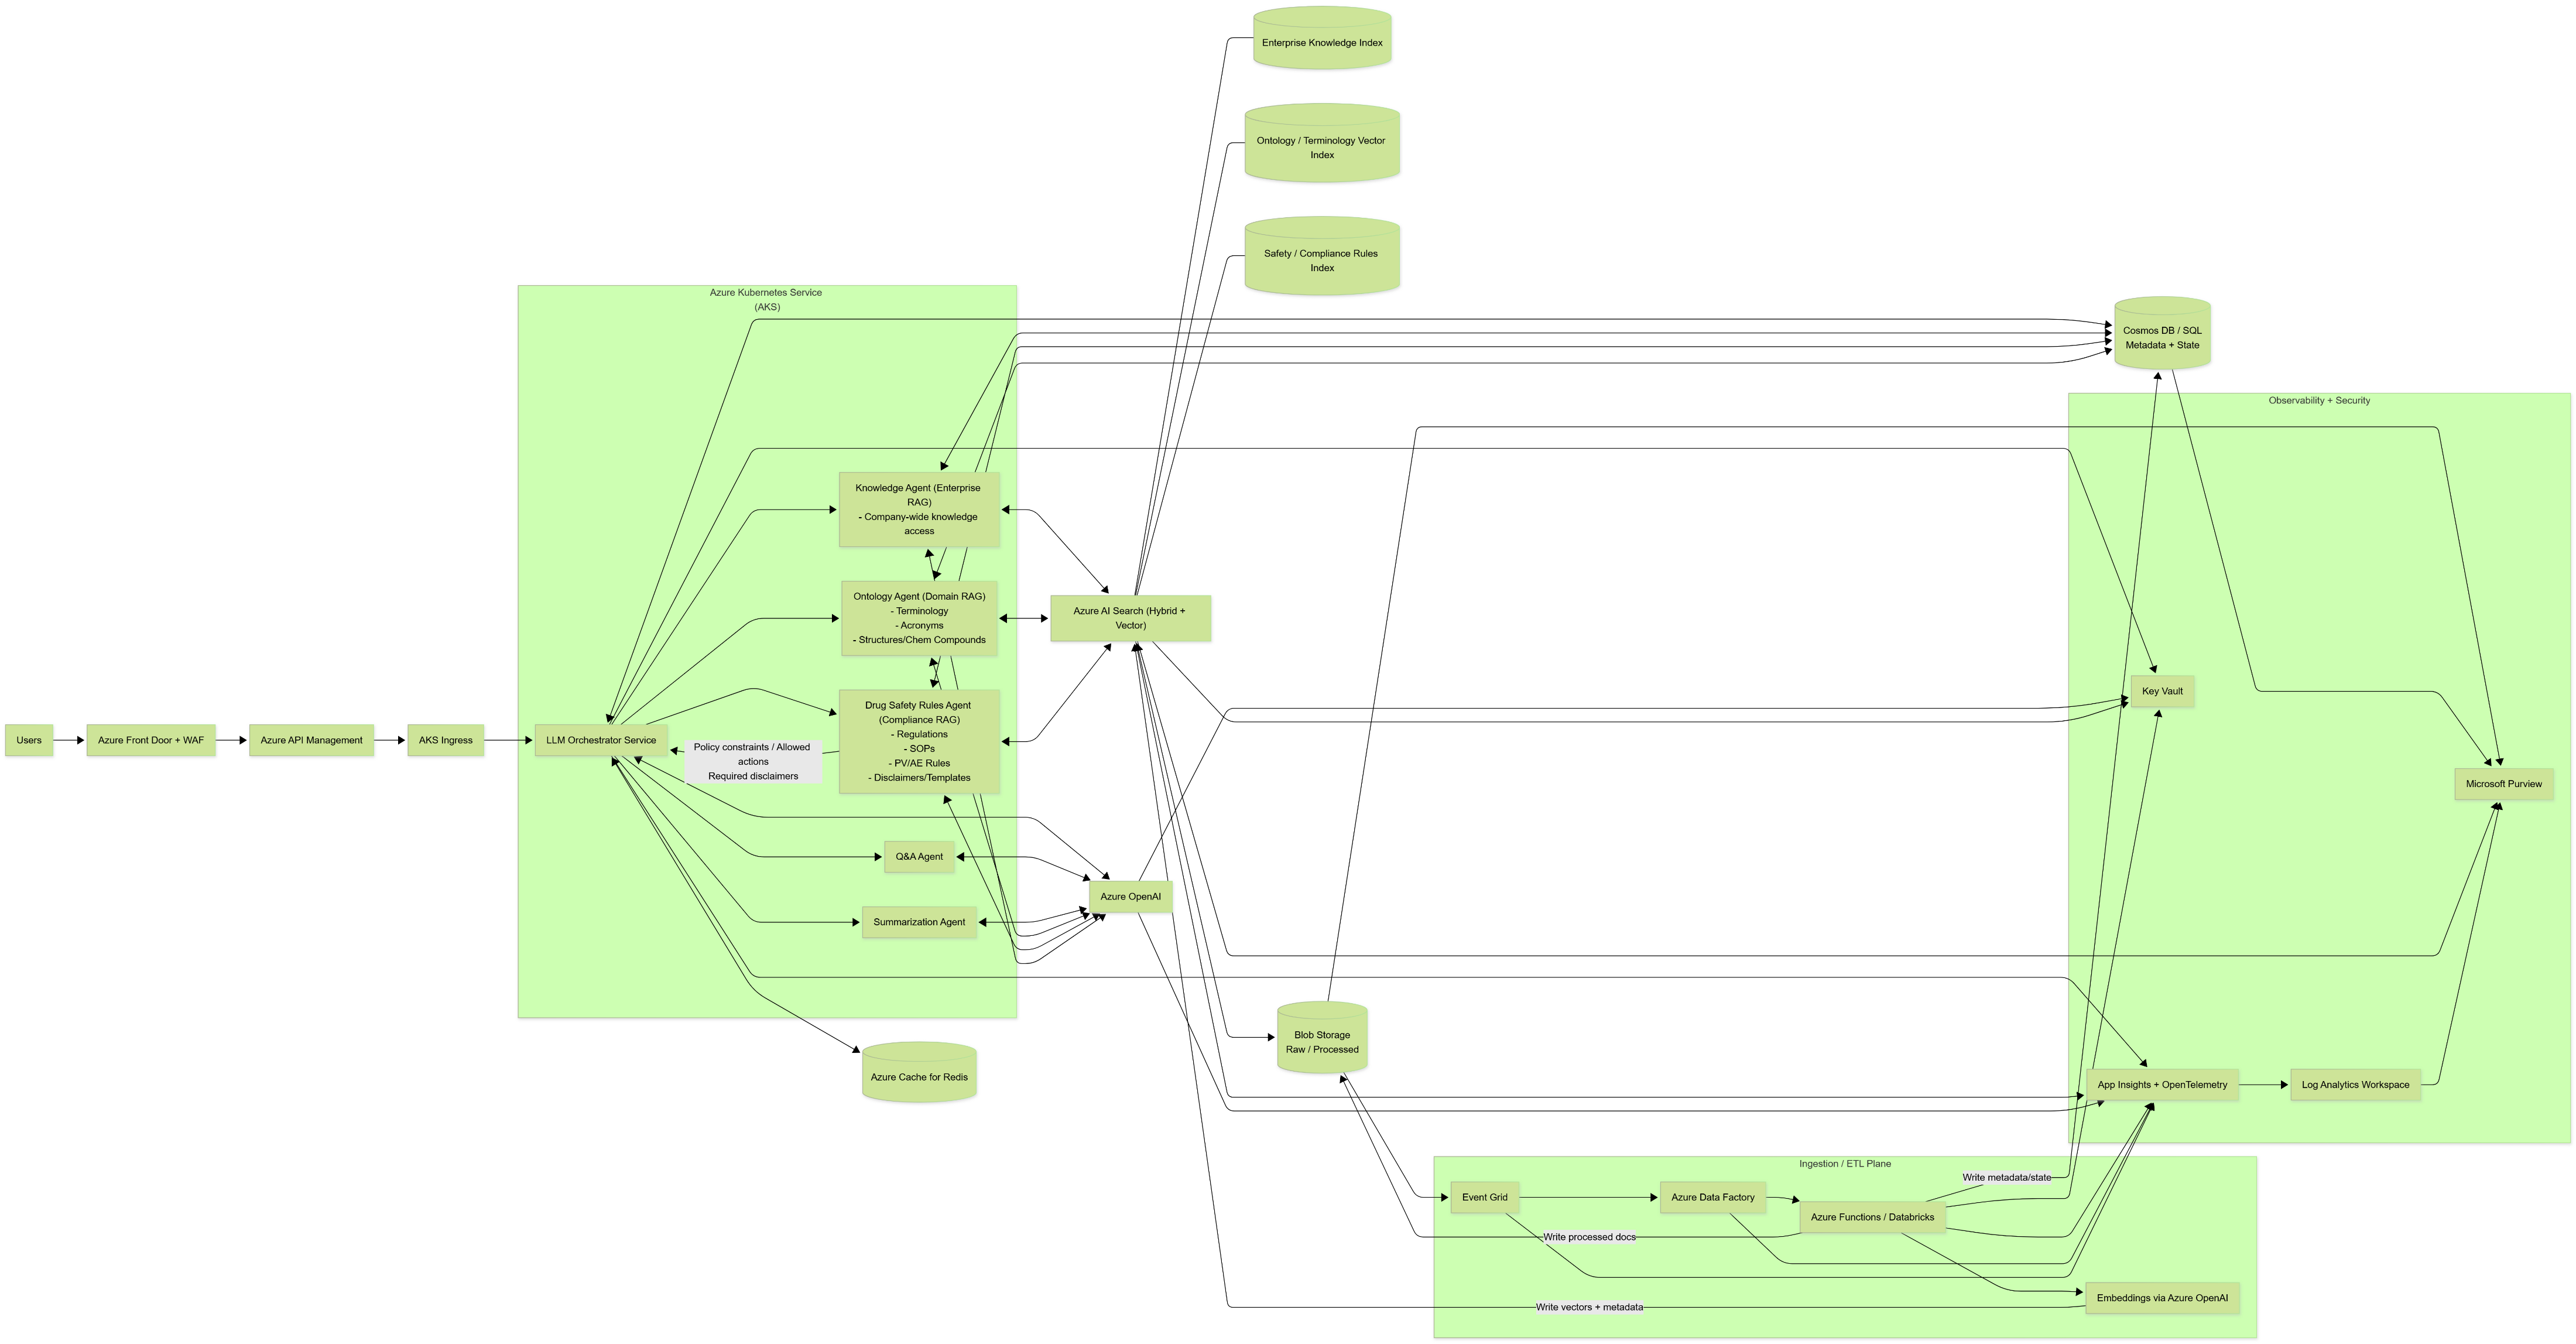 Enterprise Knowledge Index
Ontology / Terminology Vector
Index
Safety / Compliance Rules
Index
Azure Kubernetes Service
(AKS)
Cosmos DB / SQL
Metadata + State
Observability + Security
Knowledge Agent (Enterprise
RAG)
- Company-wide knowledge
access
Ontology Agent (Domain RAG)
- Terminology
- Acronyms
- Structures/Chem Compounds
Azure AI Search (Hybrid +
Vector)
Key Vault
Drug Safety Rules Agent
(Compliance RAG)
- Regulations
- SOPs
- PV/AE Rules
- Disclaimers/Templates
Users
Azure Front Door + WAF
Azure API Management
AKS Ingress
LLM Orchestrator Service
Policy constraints / Allowed
actions
Required disclaimers
Microsoft Purview
Q&A Agent
Azure OpenAI
Summarization Agent
Blob Storage
Raw / Processed
Azure Cache for Redis
App Insights + OpenTelemetry
Log Analytics Workspace
Ingestion / ETL Plane
Write metadata/state
Event Grid
Azure Data Factory
Azure Functions / Databricks
Write processed docs
Embeddings via Azure OpenAI
Write vectors + metadata